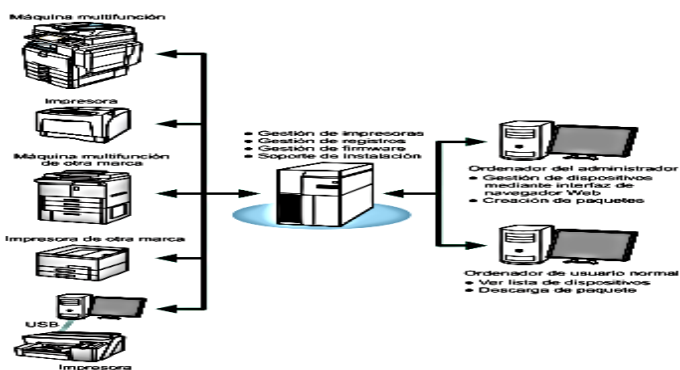 Máquina multifunción
Impresora
Máquina multifunción
de otra marca
Impresora de otra marca
USB
Impresora
• Gestión de impresoras
• Gestión de registros
• Gestión de firmware
• Soporte de instalación
Ordenador del administrador
• Gestión de dispositivos
mediante interfaz de
navegador Web
• Creación de paquetes
Ordenador de usuario normal
• Ver lista de dispositivos
• Descarga de paquete